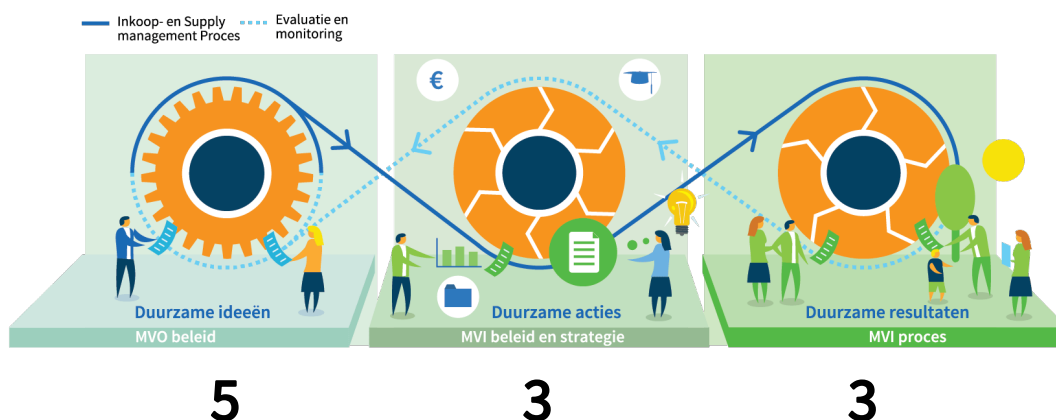 Inkoop- en Supply
management Proces
Evaluatie en
monitoring
€
Duurzame ideeën
Duurzame acties
Duurzame resultaten
MVO beleid
MVI beleid en strategie
MVI proces
5
3
3